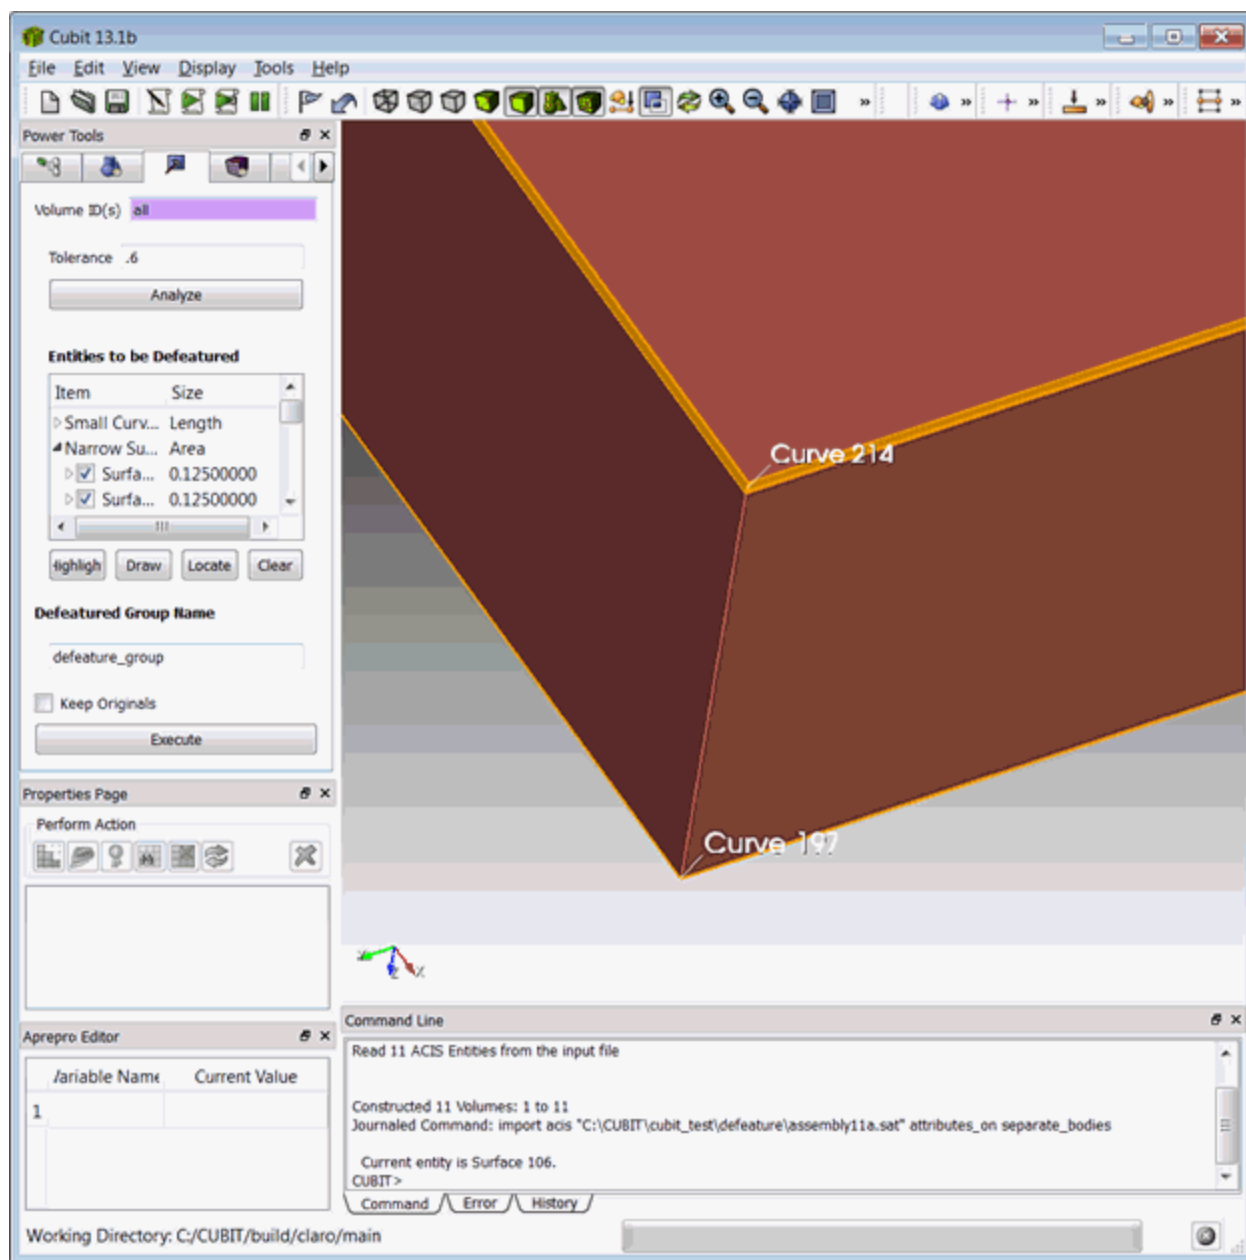 Cubit 13.1b
File Edit View Display Tools Help
Power Tools
Volume ID(s) all
Tolerance .6
Analyze
Entities to be Defeatured
Item Size
Small Curv... Length
Narrow Su... Area
Surfa... 0.12500000
Surfa... 0.12500000
Highligh Draw Locate Clear
Defeatured Group Name
defeature_group
Keep Originals
Execute
Curve 214
Curve 197
Properties Page
Perform Action
X
Command Line
Read 11 ACIS Entities from the input file
Constructed 11 Volumes: 1 to 11
Journaled Command: import acis "C:\CUBIT\cubit_test\defeature\assembly11a.sat" attributes_on separate_bodies
Current entity is Surface 106.
CUBIT>
Command Error History
Aprepro Editor
Variable Name Current Value
1
Working Directory: C:/CUBIT/build/claro/main